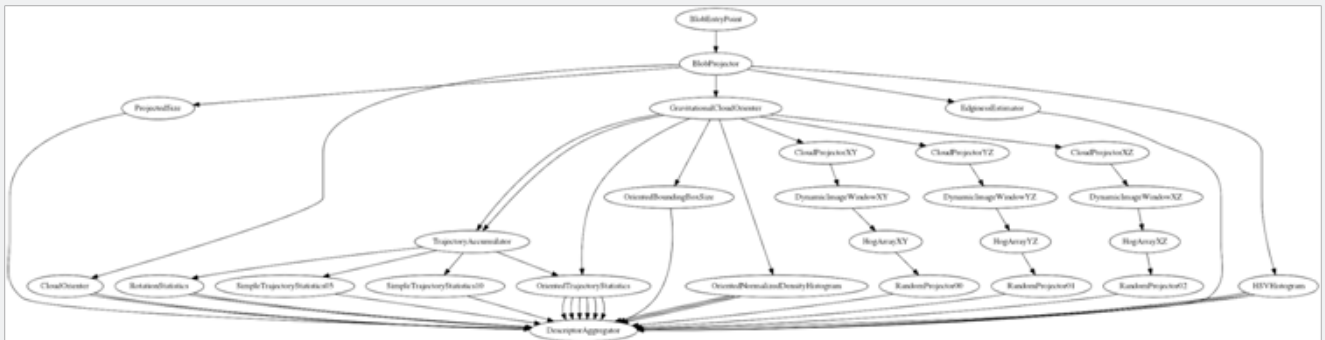 BlobEntryPoint
BlobProjector
ProjectedSize
GravitationalCloudOrienter
EdginessEstimator
CloudProjectorXY
CloudProjectorYZ
CloudProjectorXZ
OrientedBoundingBoxSize
DynamicImageWindowXY
DynamicImageWindowYZ
DynamicImageWindowXZ
TrajectoryAccumulator
HogArrayXY
HogArrayYZ
HogArrayXZ
CloudOrienter
RotationStatistics
SimpleTrajectoryStatistics05
SimpleTrajectoryStatistics10
OrientedTrajectoryStatistics
OrientedNormalizedDensityHistogram
RandomProjector00
RandomProjector01
RandomProjector02
HSVHistogram
DescriptorAggregator